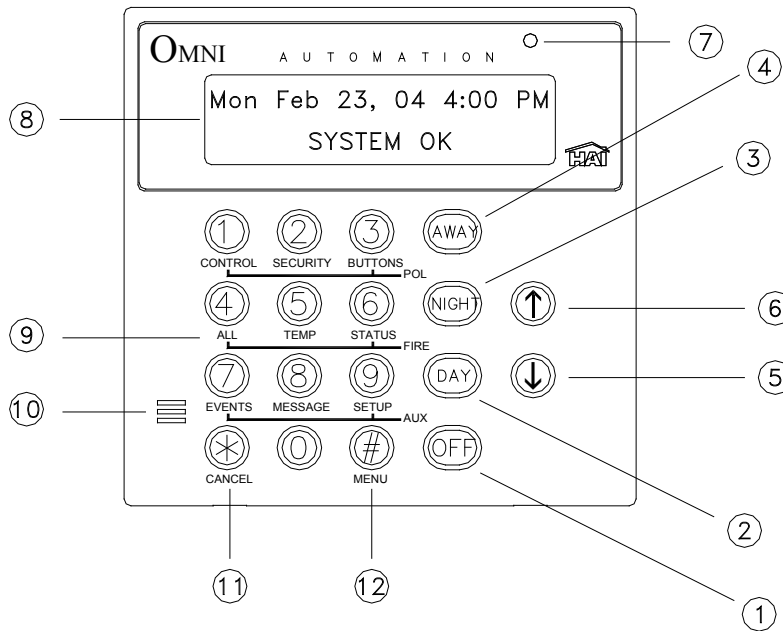 OMNI AUTOMATION
7
4
Mon Feb 23, 04 4:00 PM
8
SYSTEM OK
HAI
3
1 2 3 AWAY
CONTROL SECURITY BUTTONS
POL
4 5 6 NIGHT ↑
6
ALL TEMP STATUS
9
FIRE
7 8 9 DAY ↓
5
10
EVENTS MESSAGE SETUP
AUX
* 0 # OFF
CANCEL MENU
2
11 12
1